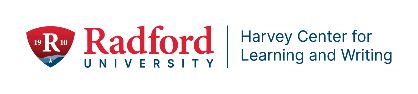 19 R 10
Radford
UNIVERSITY
Harvey Center for
Learning and Writing